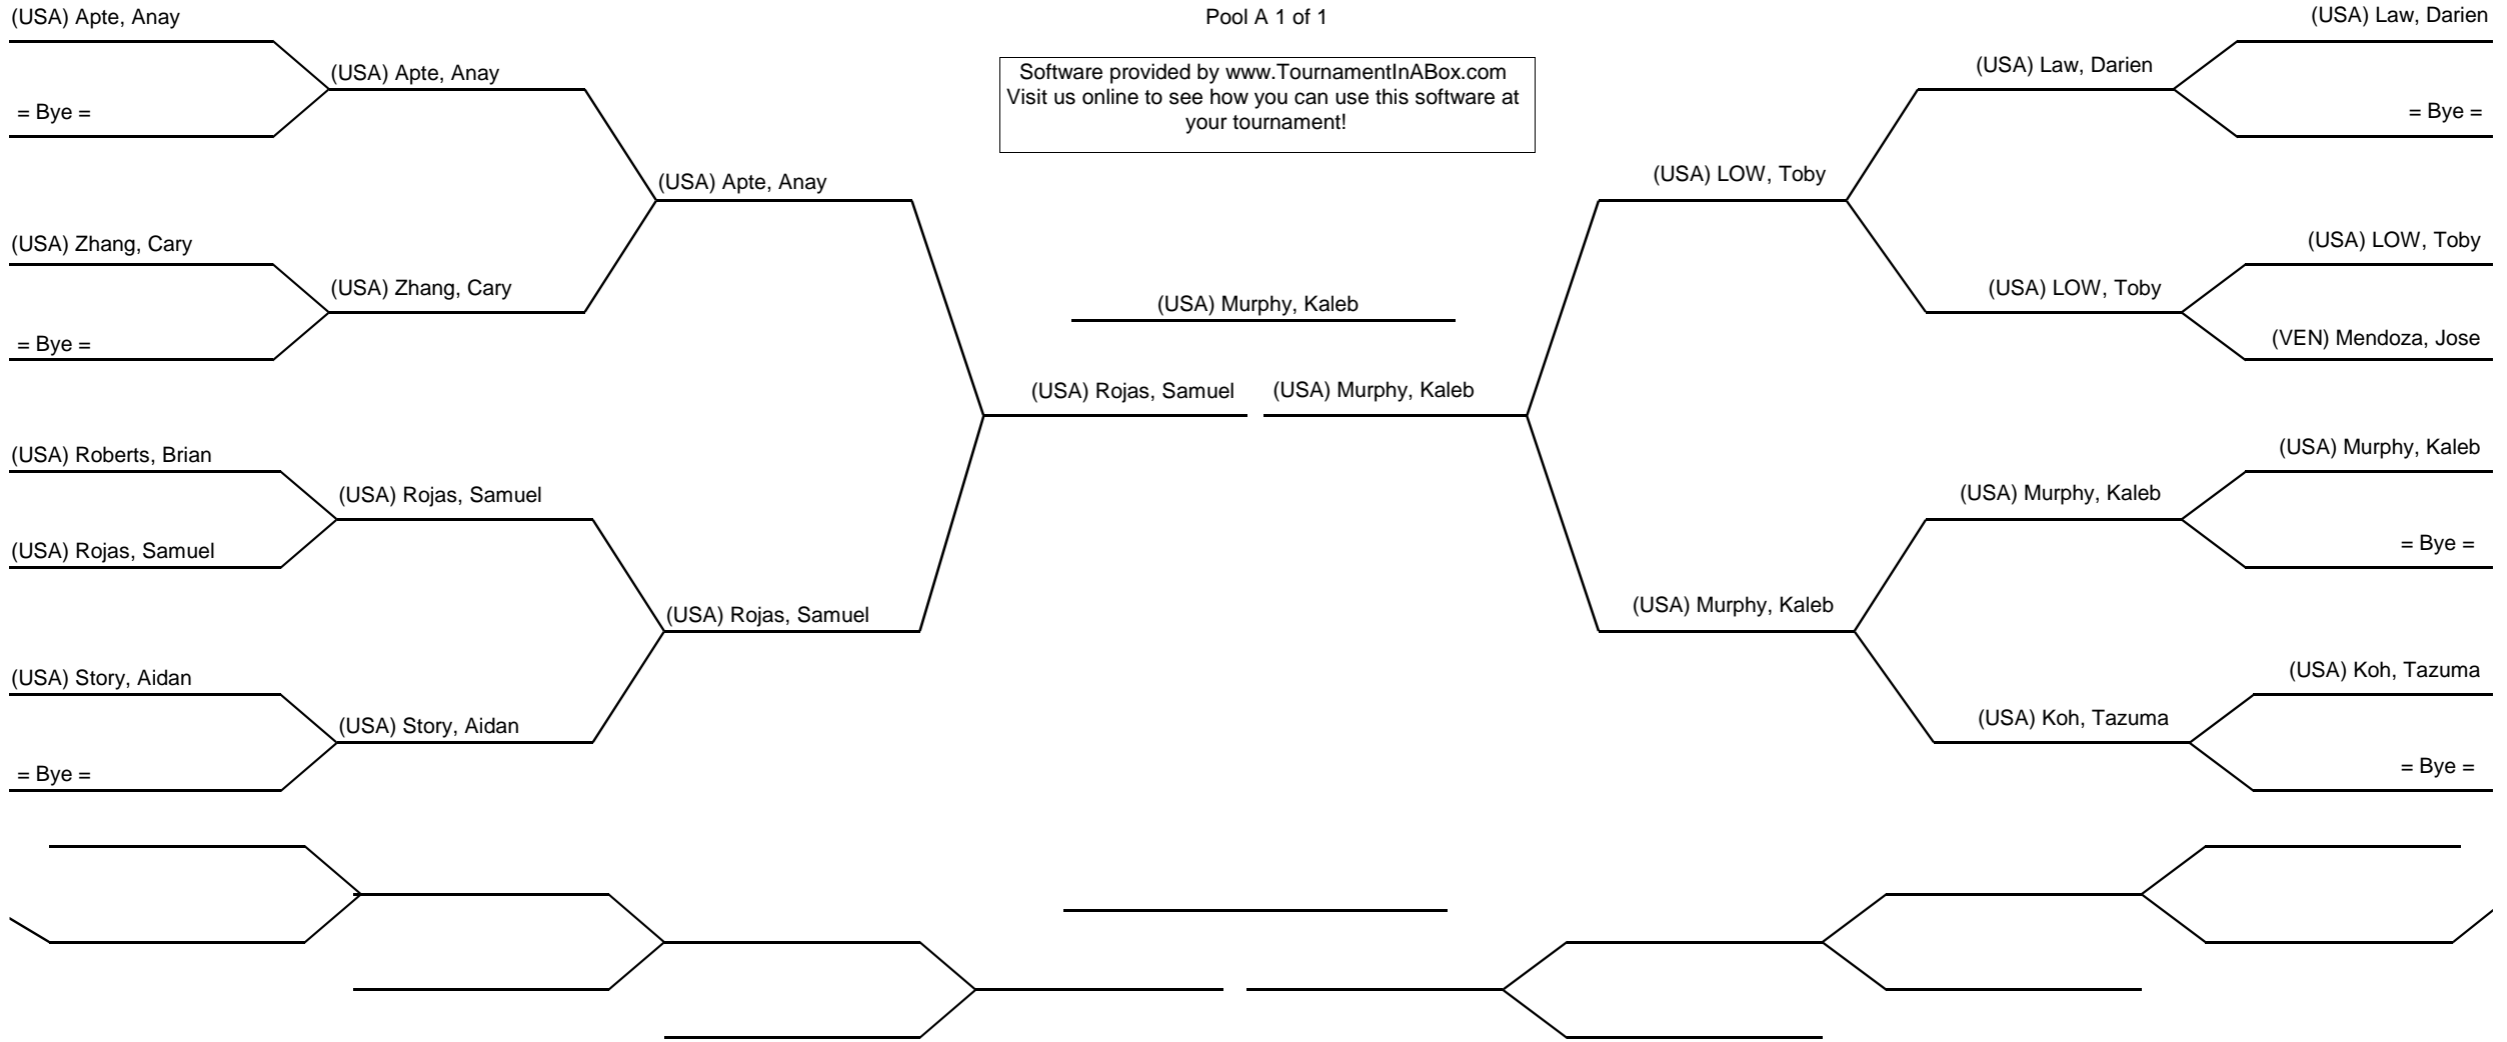 (USA) Apte, Anay
= Bye =
(USA) Zhang, Cary
= Bye =
(USA) Roberts, Brian
(USA) Rojas, Samuel
(USA) Story, Aidan
= Bye =
(USA) Apte, Anay
(USA) Zhang, Cary
(USA) Rojas, Samuel
(USA) Story, Aidan
(USA) Apte, Anay
(USA) Rojas, Samuel
Pool A 1 of 1
Software provided by www.TournamentInABox.com
Visit us online to see how you can use this software at
your tournament!
(USA) Murphy, Kaleb
(USA) Rojas, Samuel
(USA) Murphy, Kaleb
(USA) LOW, Toby
(USA) Murphy, Kaleb
(USA) Law, Darien
(USA) LOW, Toby
(USA) Murphy, Kaleb
(USA) Koh, Tazuma
(USA) Law, Darien
= Bye =
(USA) LOW, Toby
(VEN) Mendoza, Jose
(USA) Murphy, Kaleb
= Bye =
(USA) Koh, Tazuma
= Bye =